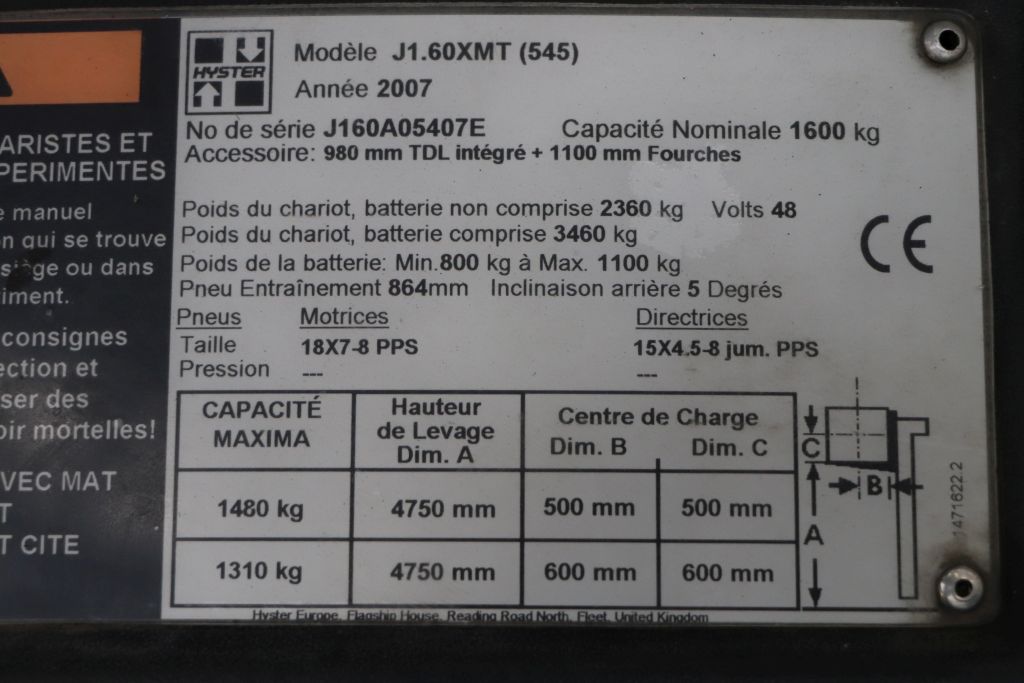 ARISTES ET
PERIMENTES
e manuel
n qui se trouve
siège ou dans
iment.
consignes
ection et
ser des
oir mortelles!
VEC MAT
T
T CITE
HYSTER
Modèle J1.60XMT (545)
Année 2007
No de série J160A05407E Capacité Nominale 1600 kg
Accessoire: 980 mm TDL intégré + 1100 mm Fourches
Poids du chariot, batterie non comprise 2360 kg Volts 48
Poids du chariot, batterie comprise 3460 kg
Poids de la batterie: Min.800 kg à Max. 1100 kg
Pneu Entraînement 864mm Inclinaison arrière 5 Degrés
CE
Pneus Motrices Directrices
Taille 18X7-8 PPS 15X4.5-8 jum. PPS
Pression --- ---
CAPACITÉ MAXIMA
Hauteur de Levage Dim. A
Centre de Charge
Dim. B Dim. C
1480 kg 4750 mm 500 mm 500 mm
1310 kg 4750 mm 600 mm 600 mm
C
B
A
1471622.2
Hyster Europe, Flagship House, Reading Road North, Fleet, United Kingdom